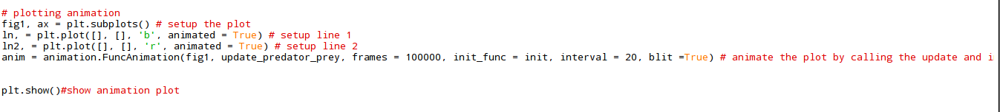 # plotting animation
fig1, ax = plt.subplots() # setup the plot
ln, = plt.plot([], [], 'b', animated = True) # setup line 1
ln2, = plt.plot([], [], 'r', animated = True) # setup line 2
anim = animation.FuncAnimation(fig1, update_predator_prey, frames = 100000, init_func = init, interval = 20, blit =True) # animate the plot by calling the update and i
plt.show()#show animation plot